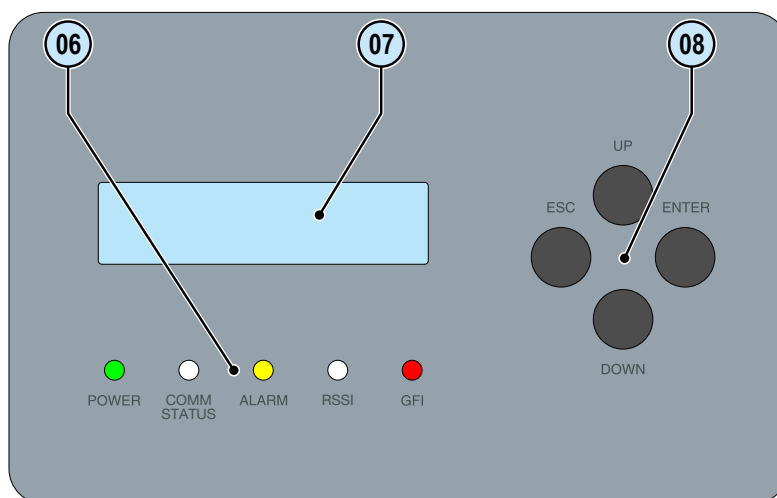 06
07
08
UP
ESC
ENTER
DOWN
POWER
COMM
STATUS
ALARM
RSSI
GFI